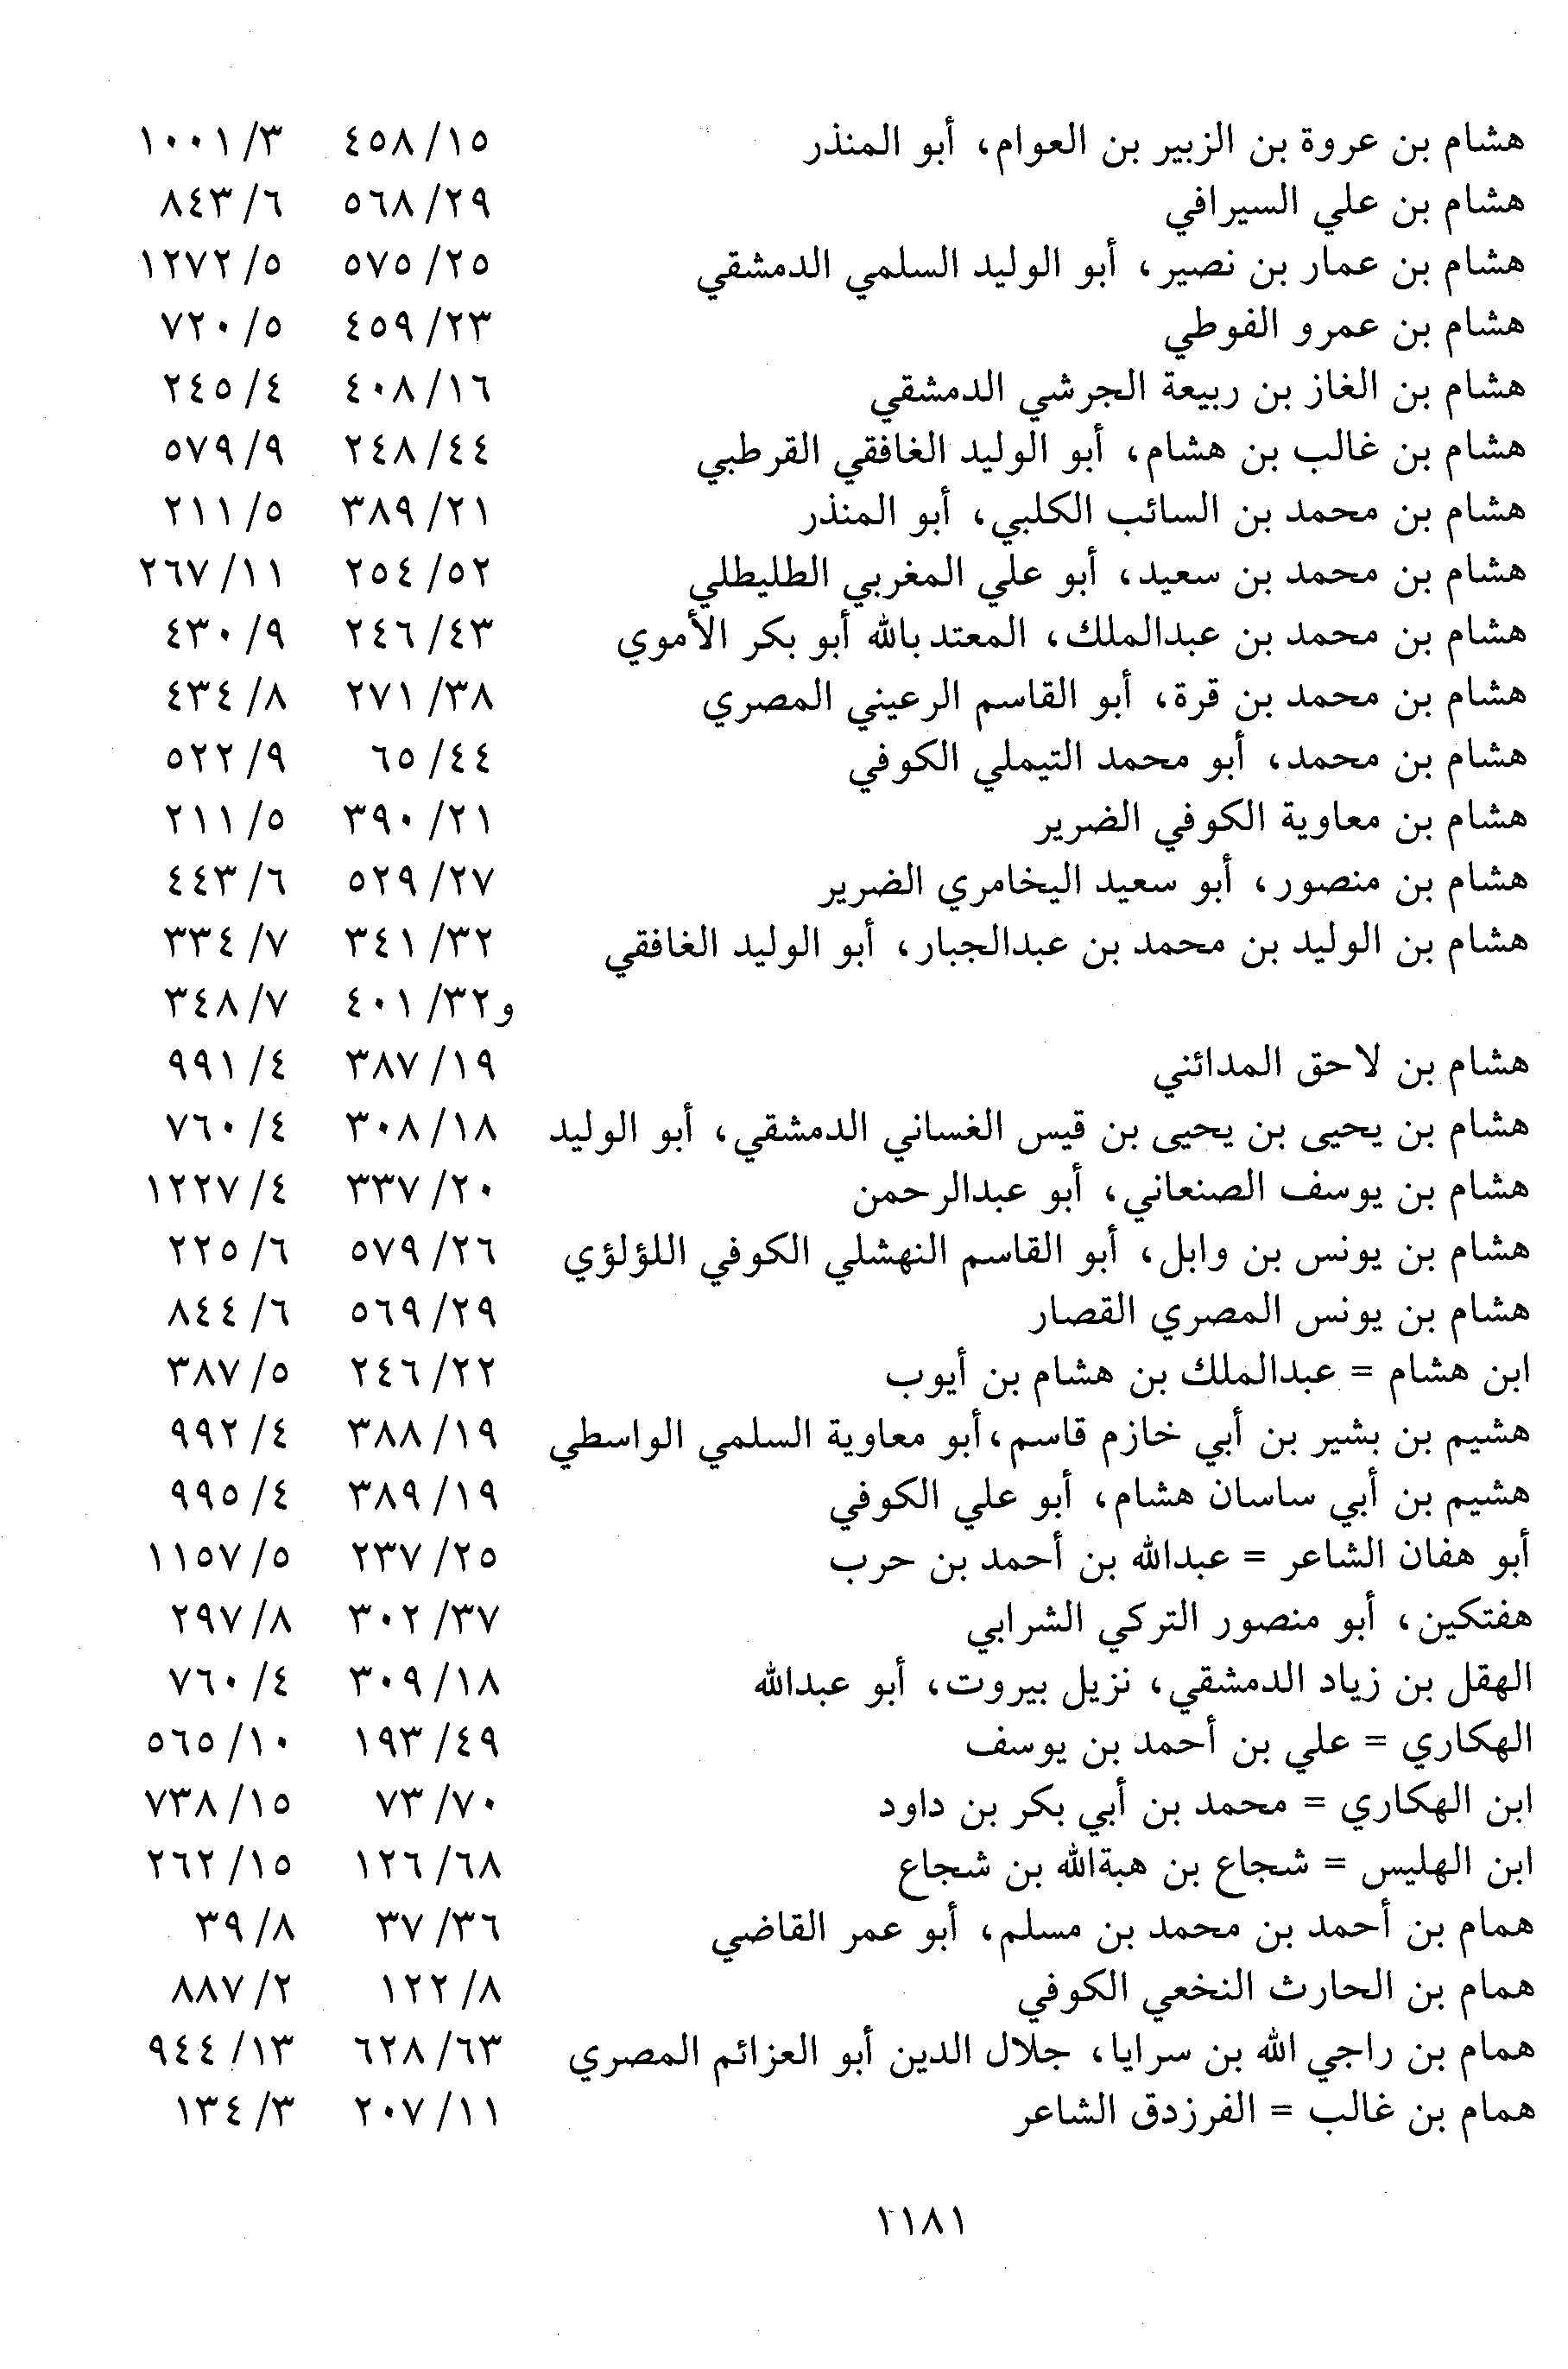 هشام بن عروة بن الزبير بن العوام، أبو المنذر ١٥/ ٤٥٨ ٣/ ١٠٠١
هشام بن علي السيرافي ٢٩/ ٥٦٨ ٦/ ٨٤٣
هشام بن عمار بن نصير، أبو الوليد السلمي الدمشقي ٢٥/ ٥٧٥ ٥/ ١٢٧٢
هشام بن عمرو الفوطي ٢٣/ ٤٥٩ ٥/ ٧٢٠
هشام بن الغاز بن ربيعة الجرشي الدمشقي ١٦/ ٤٠٨ ٤/ ٢٤٥
هشام بن غالب بن هشام، أبو الوليد الغافقي القرطبي ٤٤/ ٢٤٨ ٩/ ٥٧٩
هشام بن محمد بن السائب الكلبي، أبو المنذر ٢١/ ٣٨٩ ٥/ ٢١١
هشام بن محمد بن سعيد، أبو علي المغربي الطليطلي ٥٢/ ٢٥٤ ١١/ ٢٦٧
هشام بن محمد بن عبدالملك، المعتد بالله أبو بكر الأموي ٤٣/ ٢٤٦ ٩/ ٤٣٠
هشام بن محمد بن قرة، أبو القاسم الرعيني المصري ٣٨/ ٢٧١ ٨/ ٤٣٤
هشام بن محمد، أبو محمد التيملي الكوفي ٤٤/ ٦٥ ٩/ ٥٢٢
هشام بن معاوية الكوفي الضرير ٢١/ ٣٩٠ ٥/ ٢١١
هشام بن منصور، أبو سعيد اليخامري الضرير ٢٧/ ٥٢٩ ٦/ ٤٤٣
هشام بن الوليد بن محمد بن عبدالجبار، أبو الوليد الغافقي ٣٢/ ٣٤١ ٧/ ٣٣٤
و٣٢/ ٤٠١ ٧/ ٣٤٨
هشام بن لاحق المدائني ١٩/ ٣٨٧ ٤/ ٩٩١
هشام بن يحيى بن يحيى بن قيس الغساني الدمشقي، أبو الوليد ١٨/ ٣٠٨ ٤/ ٧٦٠
هشام بن يوسف الصنعاني، أبو عبدالرحمن ٢٠/ ٣٣٧ ٤/ ١٢٢٧
هشام بن يونس بن وابل، أبو القاسم النهشلي الكوفي اللؤلؤي ٢٦/ ٥٧٩ ٦/ ٢٢٥
هشام بن يونس المصري القصار ٢٩/ ٥٦٩ ٦/ ٨٤٤
ابن هشام = عبدالملك بن هشام بن أيوب ٢٢/ ٢٤٦ ٥/ ٣٨٧
هشيم بن بشير بن أبي خازم قاسم،أبو معاوية السلمي الواسطي ١٩/ ٣٨٨ ٤/ ٩٩٢
هشيم بن أبي ساسان هشام، أبو علي الكوفي ١٩/ ٣٨٩ ٤/ ٩٩٥
أبو هفان الشاعر = عبدالله بن أحمد بن حرب ٢٥/ ٢٣٧ ٥/ ١١٥٧
هفتكين، أبو منصور التركي الشرابي ٣٧/ ٣٠٢ ٨/ ٢٩٧
الهقل بن زياد الدمشقي، نزيل بيروت، أبو عبدالله ١٨/ ٣٠٩ ٤/ ٧٦٠
الهكاري = علي بن أحمد بن يوسف ٤٩/ ١٩٣ ١٠/ ٥٦٥
ابن الهكاري = محمد بن أبي بكر بن داود ٧٠/ ٧٣ ١٥/ ٧٣٨
ابن الهليس = شجاع بن هبةالله بن شجاع ٦٨/ ١٢٦ ١٥/ ٢٦٢
همام بن أحمد بن محمد بن مسلم، أبو عمر القاضي ٣٦/ ٣٧ ٨/ ٣٩
همام بن الحارث النخعي الكوفي ٨/ ١٢٢ ٢/ ٨٨٧
همام بن راجي الله بن سرايا، جلال الدين أبو العزائم المصري ٦٣/ ٦٢٨ ١٣/ ٩٤٤
همام بن غالب = الفرزدق الشاعر ١١/ ٢٠٧ ٣/ ١٣٤
٢١٨١